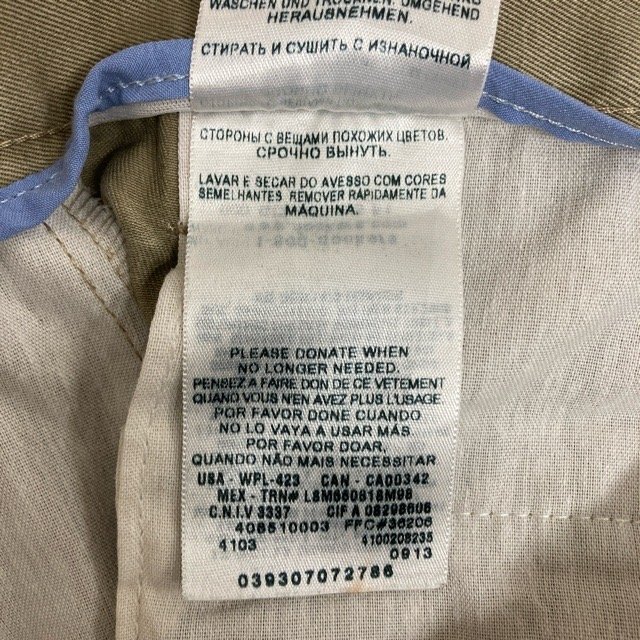 WASCHEN UND TROCKNEN. UMGEHEND
HERAUSNEHMEN.
СТИРАТЬ И СУШИТЬ С ИЗНАНОЧНОЙ
СТОРОНЫ С ВЕЩАМИ ПОХОЖИХ ЦВЕТОВ.
СРОЧНО ВЫНУТЬ.
LAVAR E SECAR DO AVESSO COM CORES
SEMELHANTES. REMOVER RAPIDAMENTE DA
MÁQUINA.
PLEASE DONATE WHEN
NO LONGER NEEDED.
PENSEZ A FAIRE DON DE CE VÊTEMENT
QUAND VOUS N'EN AVEZ PLUS L'USAGE
POR FAVOR DONE CUANDO
NO LO VAYA A USAR MÁS
POR FAVOR DOAR,
QUANDO NÃO MAIS NECESSITAR
USA - WPL-423 CAN - CA00342
MEX - TRN# LSM650818M98
C.N.I.V 3337 CIF A 08298606
408510003 FFC#36206
4103 4100208235
0913
039307072786